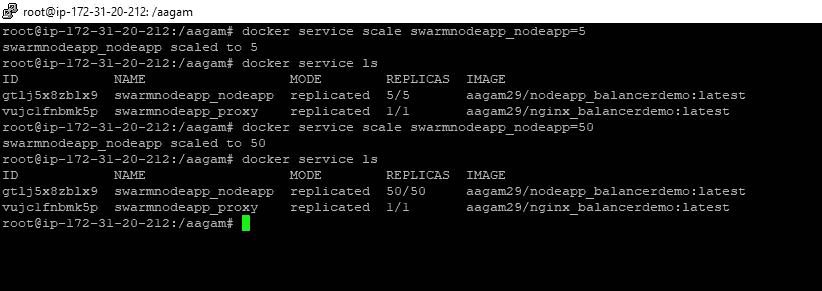 root@ip-172-31-20-212: /aagam
root@ip-172-31-20-212:/aagam# docker service scale swarmnodeapp_nodeapp=5
swarmnodeapp_nodeapp scaled to 5
root@ip-172-31-20-212:/aagam# docker service ls
ID NAME MODE REPLICAS IMAGE
gtlj5x8zblx9 swarmnodeapp_nodeapp replicated 5/5 aagam29/nodeapp_balancerdemo:latest
vujc1fnbmk5p swarmnodeapp_proxy replicated 1/1 aagam29/nginx_balancerdemo:latest
root@ip-172-31-20-212:/aagam# docker service scale swarmnodeapp_nodeapp=50
swarmnodeapp_nodeapp scaled to 50
root@ip-172-31-20-212:/aagam# docker service ls
ID NAME MODE REPLICAS IMAGE
gtlj5x8zblx9 swarmnodeapp_nodeapp replicated 50/50 aagam29/nodeapp_balancerdemo:latest
vujc1fnbmk5p swarmnodeapp_proxy replicated 1/1 aagam29/nginx_balancerdemo:latest
root@ip-172-31-20-212:/aagam#